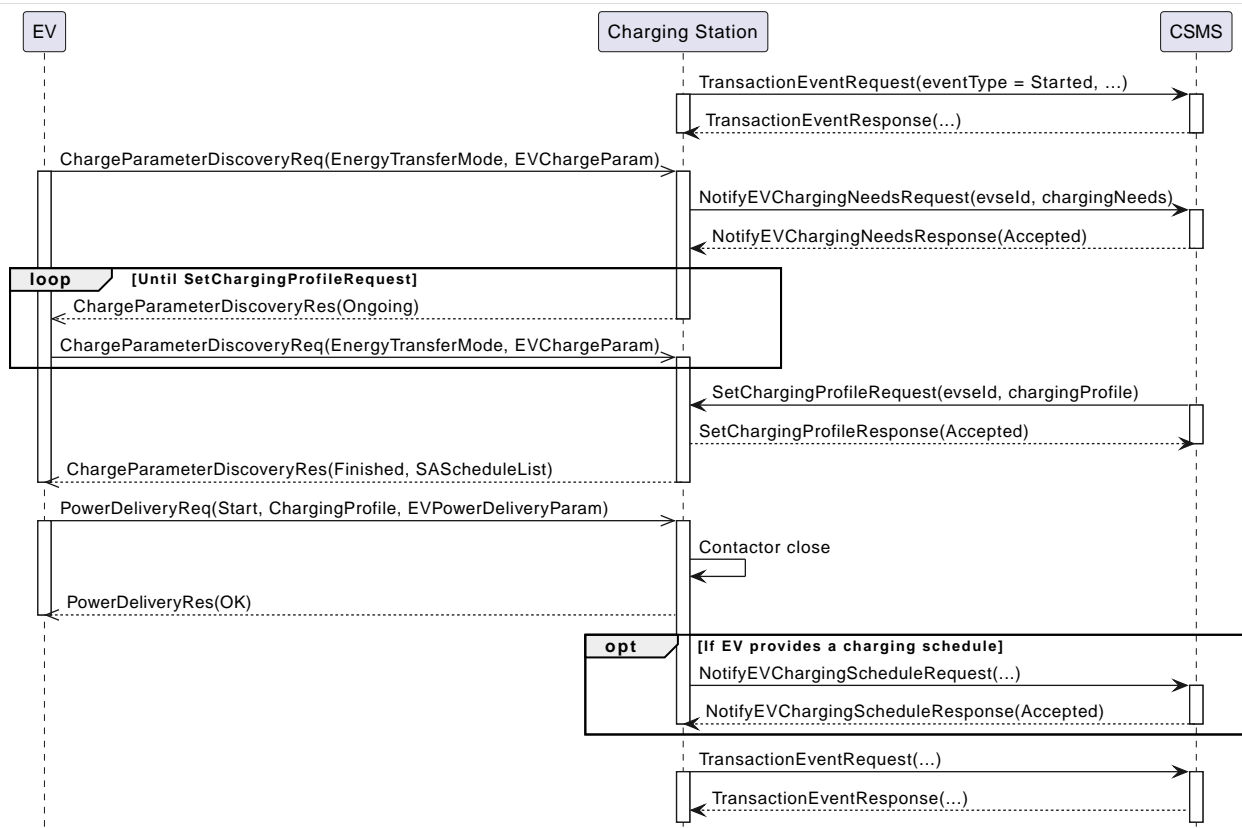 EV
Charging Station
CSMS
TransactionEventRequest(eventType = Started, ...)
TransactionEventResponse(...)
ChargeParameterDiscoveryReq(EnergyTransferMode, EVChargeParam)
NotifyEVChargingNeedsRequest(evseId, chargingNeeds)
NotifyEVChargingNeedsResponse(Accepted)
loop
[Until SetChargingProfileRequest]
ChargeParameterDiscoveryRes(Ongoing)
ChargeParameterDiscoveryReq(EnergyTransferMode, EVChargeParam)
SetChargingProfileRequest(evseId, chargingProfile)
SetChargingProfileResponse(Accepted)
ChargeParameterDiscoveryRes(Finished, SAScheduleList)
PowerDeliveryReq(Start, ChargingProfile, EVPowerDeliveryParam)
Contactor close
PowerDeliveryRes(OK)
opt
[If EV provides a charging schedule]
NotifyEVChargingScheduleRequest(...)
NotifyEVChargingScheduleResponse(Accepted)
TransactionEventRequest(...)
TransactionEventResponse(...)